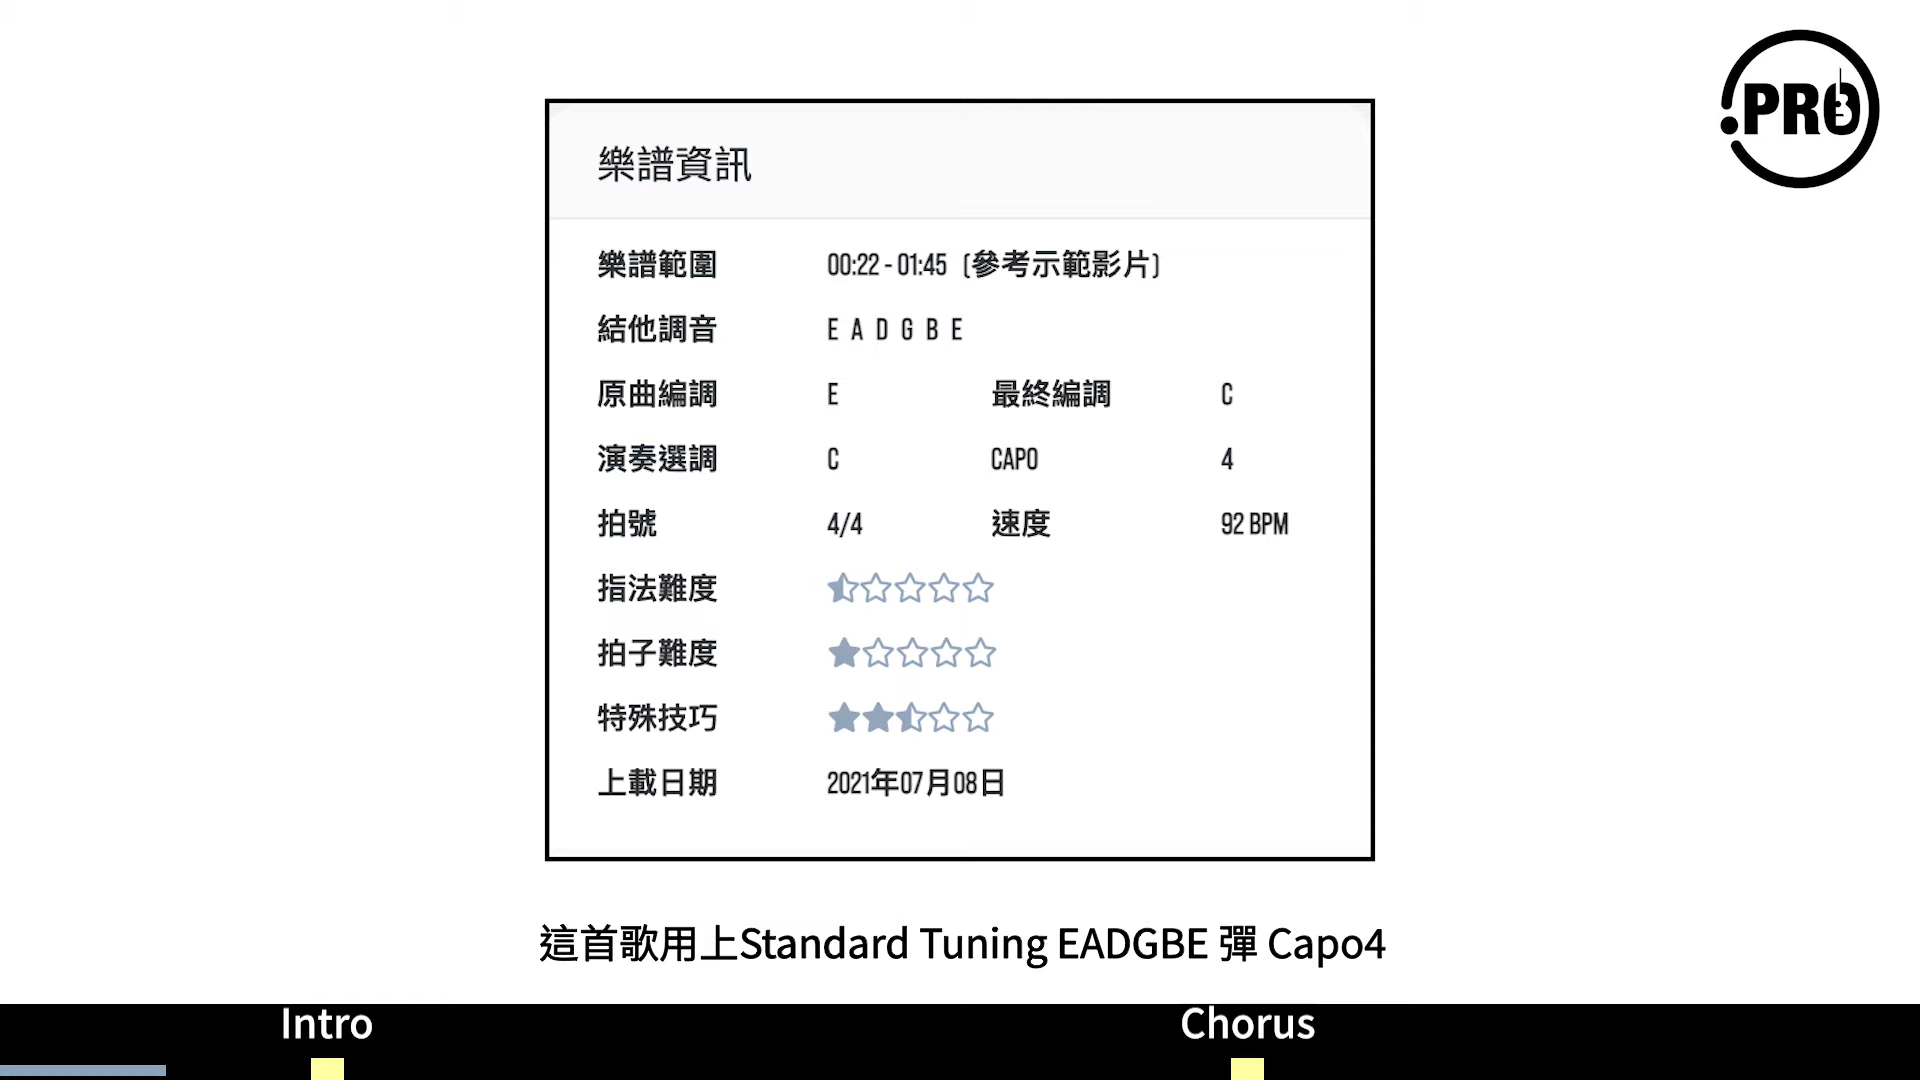 .PRO
樂譜資訊
樂譜範圍 00:22 - 01:45 (參考示範影片)
結他調音 E A D G B E
原曲編調 E 最終編調 C
演奏選調 C CAPO 4
拍號 4/4 速度 92 BPM
指法難度
拍子難度
特殊技巧
上載日期 2021年07月08日
這首歌用上Standard Tuning EADGBE 彈 Capo4
Intro Chorus